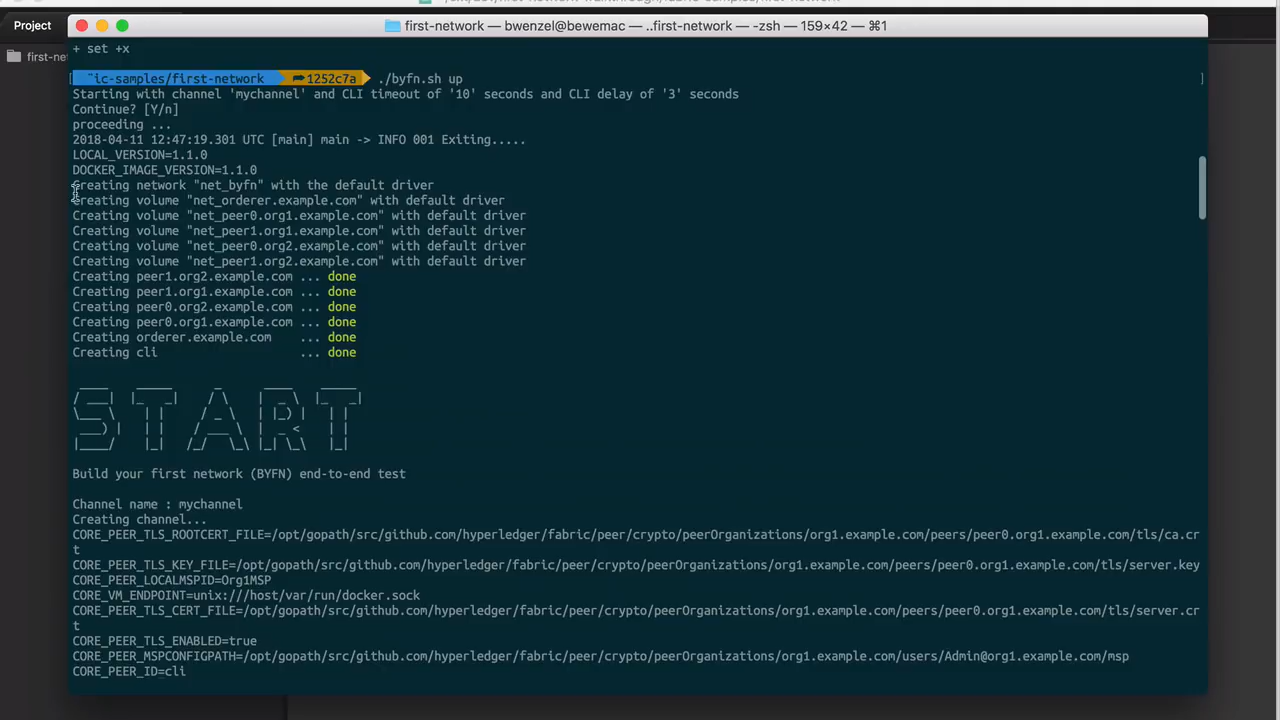 Project
first-network — bwenzel@bewemac — ..first-network — -zsh — 159×42 — ⌘1
first-ne
+ set +x
[ ~ic-samples/first-network 1252c7a ./byfn.sh up ]
Starting with channel 'mychannel' and CLI timeout of '10' seconds and CLI delay of '3' seconds
Continue? [Y/n]
proceeding ...
2018-04-11 12:47:19.301 UTC [main] main -> INFO 001 Exiting.....
LOCAL_VERSION=1.1.0
DOCKER_IMAGE_VERSION=1.1.0
Creating network "net_byfn" with the default driver
Creating volume "net_orderer.example.com" with default driver
Creating volume "net_peer0.org1.example.com" with default driver
Creating volume "net_peer1.org1.example.com" with default driver
Creating volume "net_peer0.org2.example.com" with default driver
Creating volume "net_peer1.org2.example.com" with default driver
Creating peer1.org2.example.com ... done
Creating peer1.org1.example.com ... done
Creating peer0.org2.example.com ... done
Creating peer0.org1.example.com ... done
Creating orderer.example.com ... done
Creating cli ... done
START
Build your first network (BYFN) end-to-end test
Channel name : mychannel
Creating channel...
CORE_PEER_TLS_ROOTCERT_FILE=/opt/gopath/src/github.com/hyperledger/fabric/peer/crypto/peerOrganizations/org1.example.com/peers/peer0.org1.example.com/tls/ca.cr
t
CORE_PEER_TLS_KEY_FILE=/opt/gopath/src/github.com/hyperledger/fabric/peer/crypto/peerOrganizations/org1.example.com/peers/peer0.org1.example.com/tls/server.key
CORE_PEER_LOCALMSPID=Org1MSP
CORE_VM_ENDPOINT=unix:///host/var/run/docker.sock
CORE_PEER_TLS_CERT_FILE=/opt/gopath/src/github.com/hyperledger/fabric/peer/crypto/peerOrganizations/org1.example.com/peers/peer0.org1.example.com/tls/server.cr
t
CORE_PEER_TLS_ENABLED=true
CORE_PEER_MSPCONFIGPATH=/opt/gopath/src/github.com/hyperledger/fabric/peer/crypto/peerOrganizations/org1.example.com/users/Admin@org1.example.com/msp
CORE_PEER_ID=cli